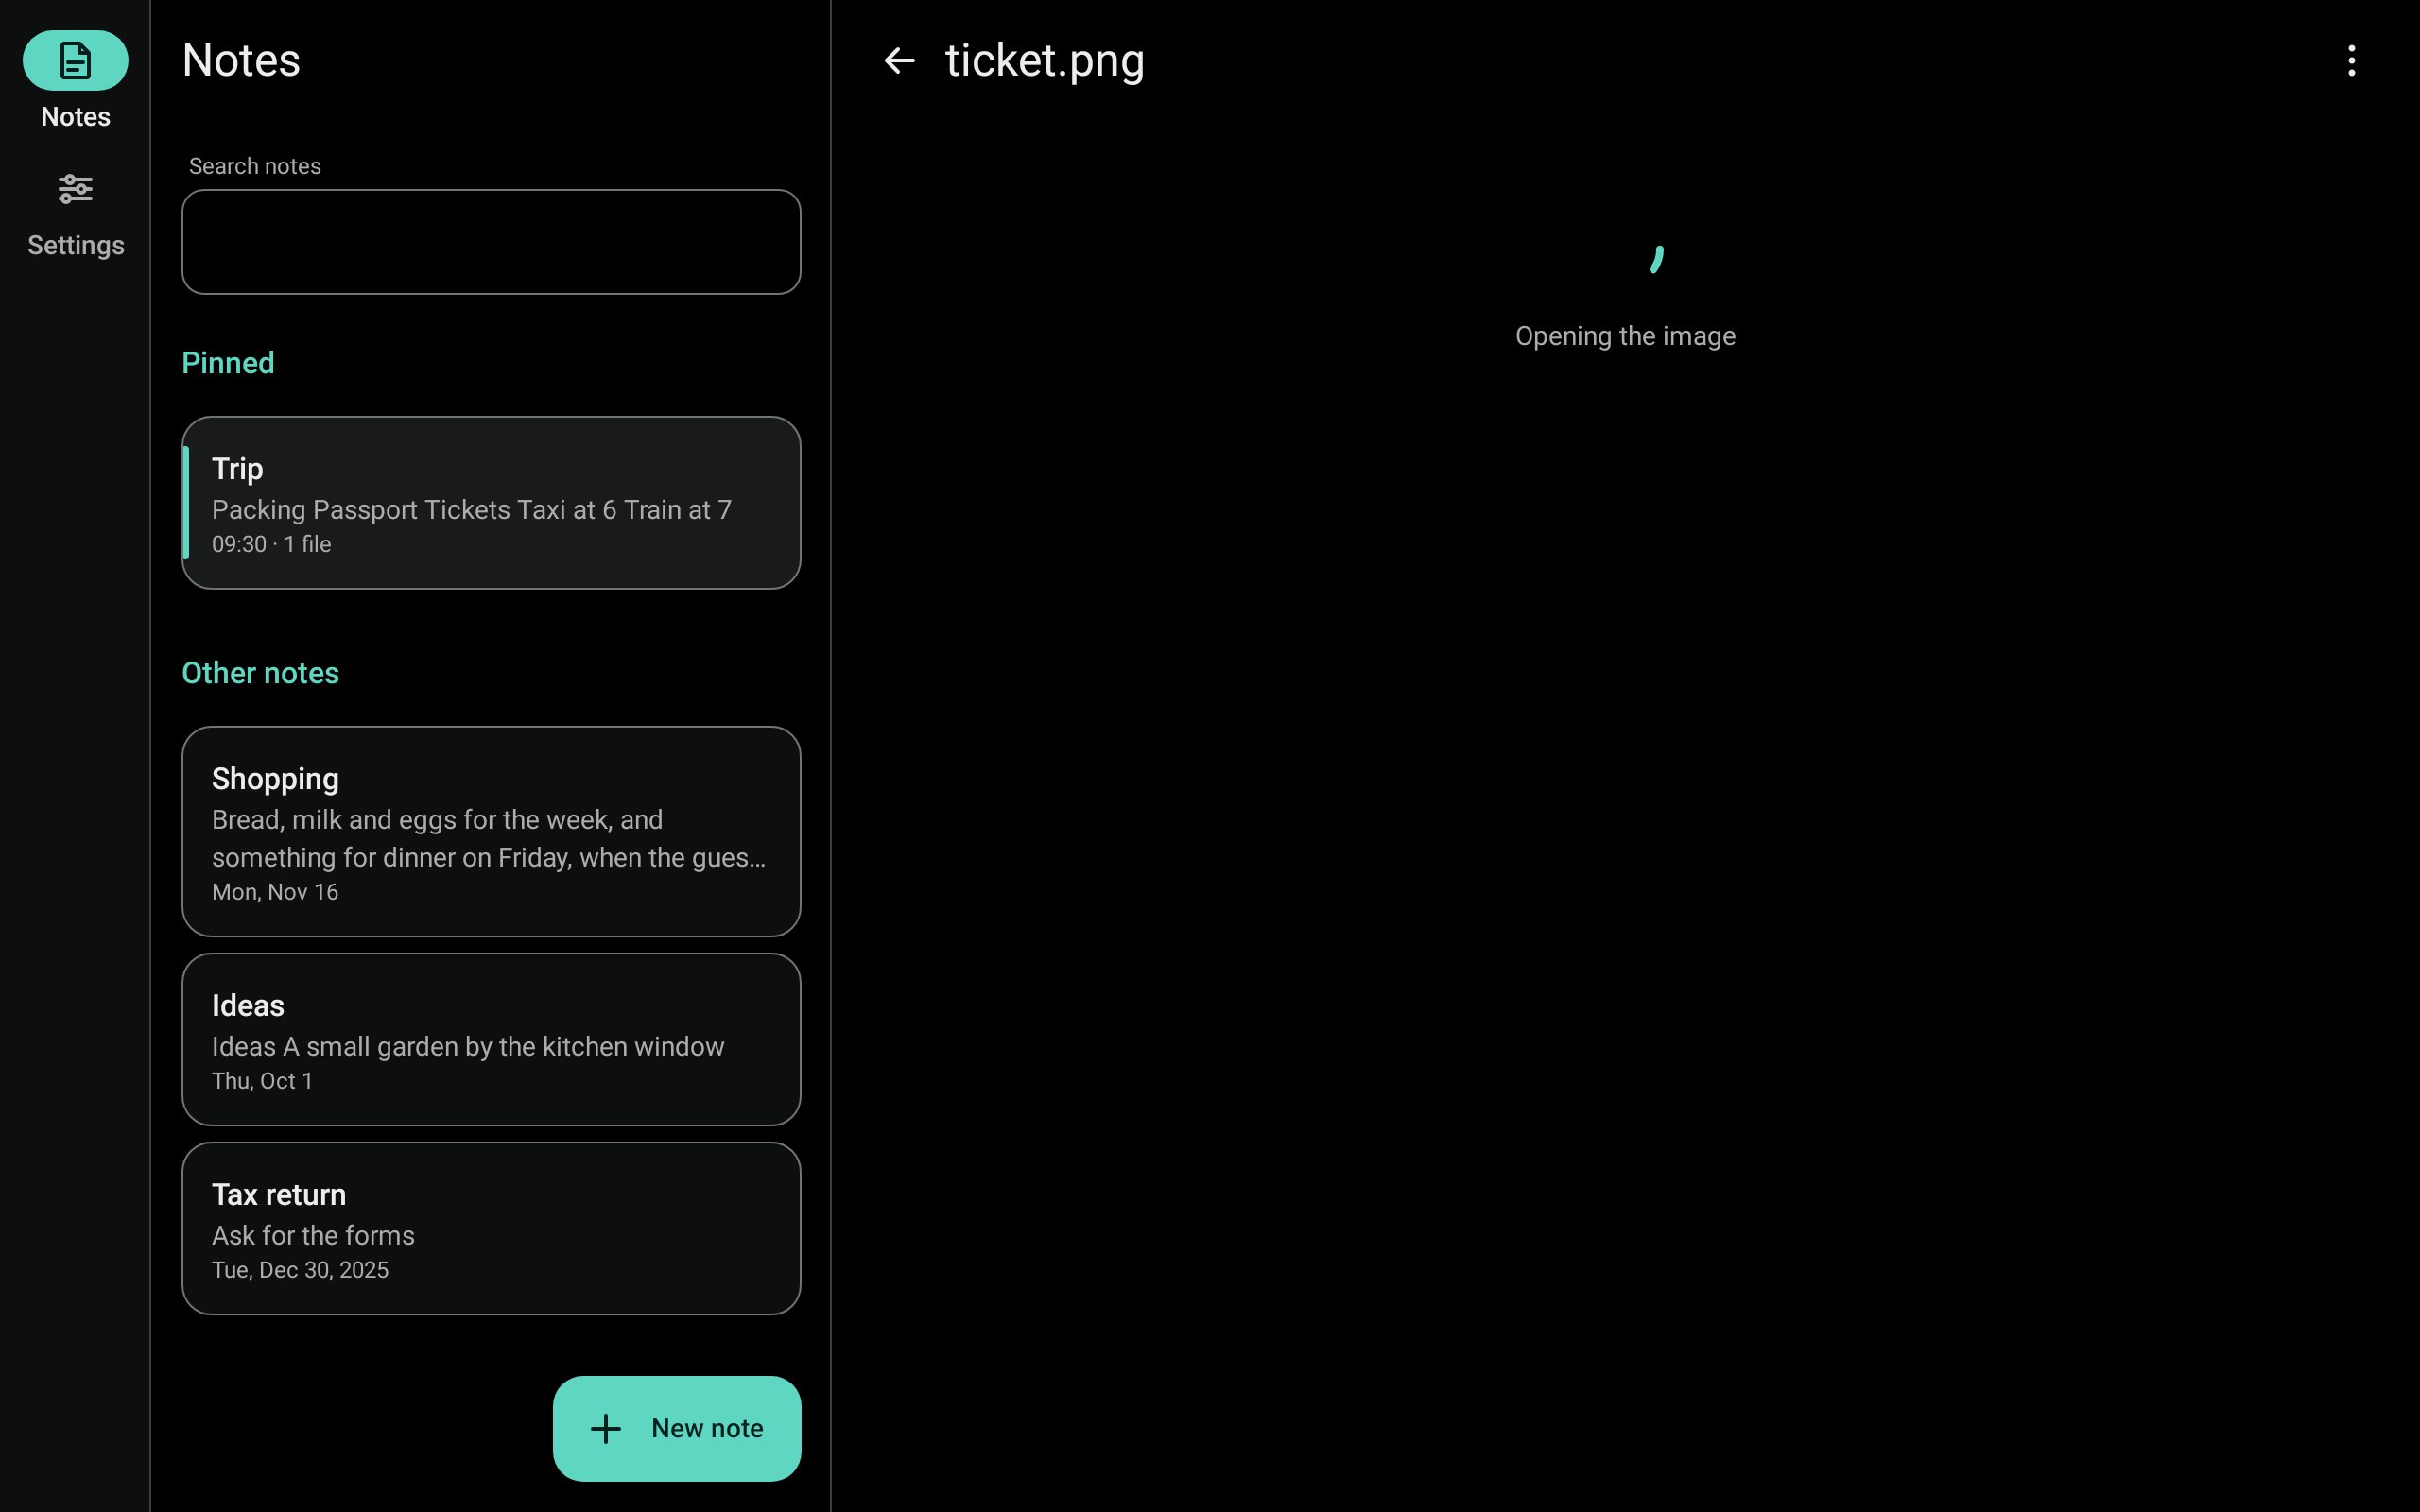 Notes
Settings
Notes
Search notes
Pinned
Trip
Packing Passport Tickets Taxi at 6 Train at 7
09:30 · 1 file
Other notes
Shopping
Bread, milk and eggs for the week, and
something for dinner on Friday, when the gues…
Mon, Nov 16
Ideas
Ideas A small garden by the kitchen window
Thu, Oct 1
Tax return
Ask for the forms
Tue, Dec 30, 2025
New note
ticket.png
Opening the image